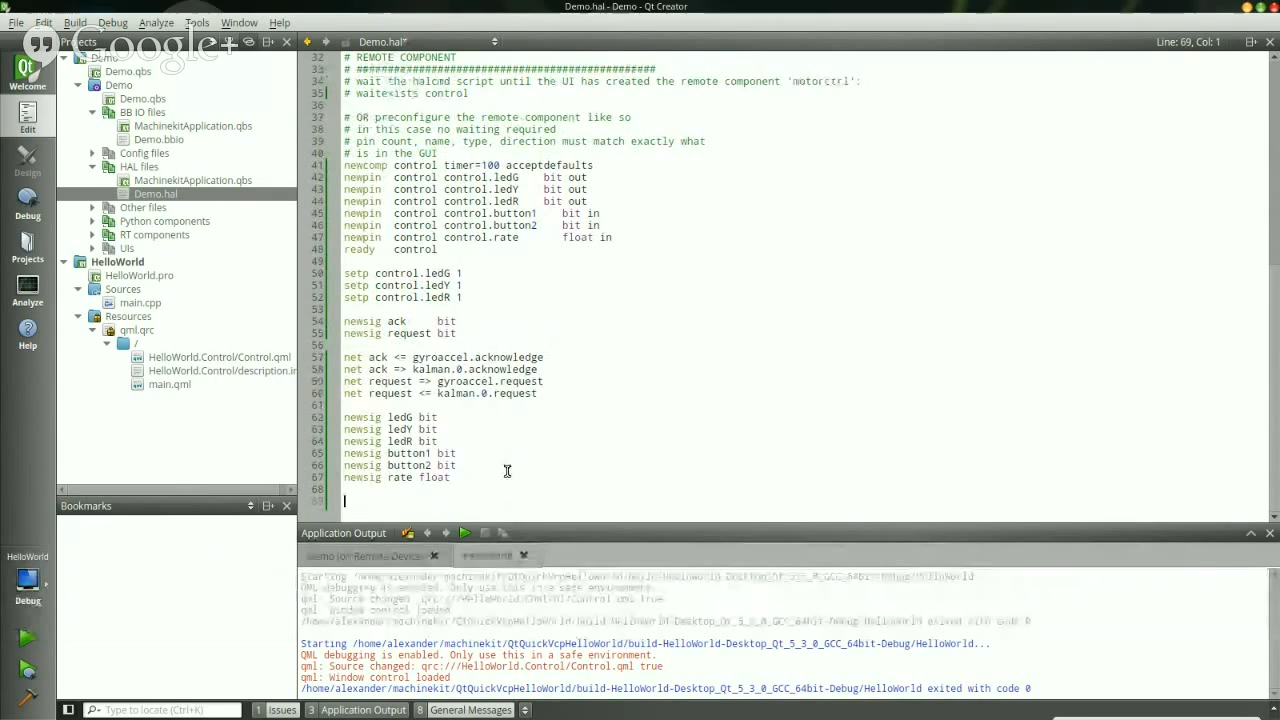 Demo.hal - Demo - Qt Creator
File Edit Build Debug Analyze Tools Window Help
Google+
Projects
Demo.hal*
Line: 69, Col: 1
Welcome
Edit
Design
Debug
Projects
Analyze
Help
Demo
Demo.qbs
Demo
Demo.qbs
BB IO files
MachinekitApplication.qbs
Demo.bbio
Config files
HAL files
MachinekitApplication.qbs
Demo.hal
Other files
Python components
RT components
UIs
HelloWorld
HelloWorld.pro
Sources
main.cpp
Resources
qml.qrc
/
HelloWorld.Control/Control.qml
HelloWorld.Control/description.in
main.qml
Bookmarks
32 # REMOTE COMPONENT
33 # ################################################
34 # wait the halcmd script until the UI has created the remote component 'motorctrl':
35 # waitexists control
36
37 # OR preconfigure the remote component like so
38 # in this case no waiting required
39 # pin count, name, type, direction must match exactly what
40 # is in the GUI
41 newcomp control timer=100 acceptdefaults
42 newpin control control.ledG bit out
43 newpin control control.ledY bit out
44 newpin control control.ledR bit out
45 newpin control control.button1 bit in
46 newpin control control.button2 bit in
47 newpin control control.rate float in
48 ready control
49
50 setp control.ledG 1
51 setp control.ledY 1
52 setp control.ledR 1
53
54 newsig ack bit
55 newsig request bit
56
57 net ack <= gyroaccel.acknowledge
58 net ack => kalman.0.acknowledge
59 net request => gyroaccel.request
60 net request <= kalman.0.request
61
62 newsig ledG bit
63 newsig ledY bit
64 newsig ledR bit
65 newsig button1 bit
66 newsig button2 bit
67 newsig rate float
68
69
Application Output
Demo (on Remote Device)
Starting /home/alexander/machinekit/QtQuickVcpHelloWorld/build-HelloWorld-Desktop_Qt_5_3_0_GCC_64bit-Debug/HelloWorld...
QML debugging is enabled. Only use this in a safe environment.
qml: Source changed: qrc:///HelloWorld.Control/Control.qml true
qml: Window control loaded
/home/alexander/machinekit/QtQuickVcpHelloWorld/build-HelloWorld-Desktop_Qt_5_3_0_GCC_64bit-Debug/HelloWorld exited with code 0
HelloWorld
Debug
Type to locate (Ctrl+K)
1 Issues
3 Application Output
8 General Messages